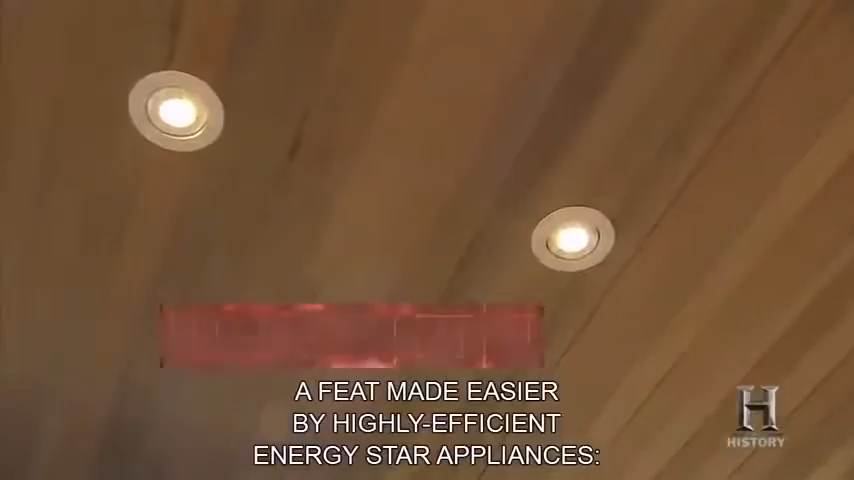 A FEAT MADE EASIER
BY HIGHLY-EFFICIENT
ENERGY STAR APPLIANCES:
H
HISTORY